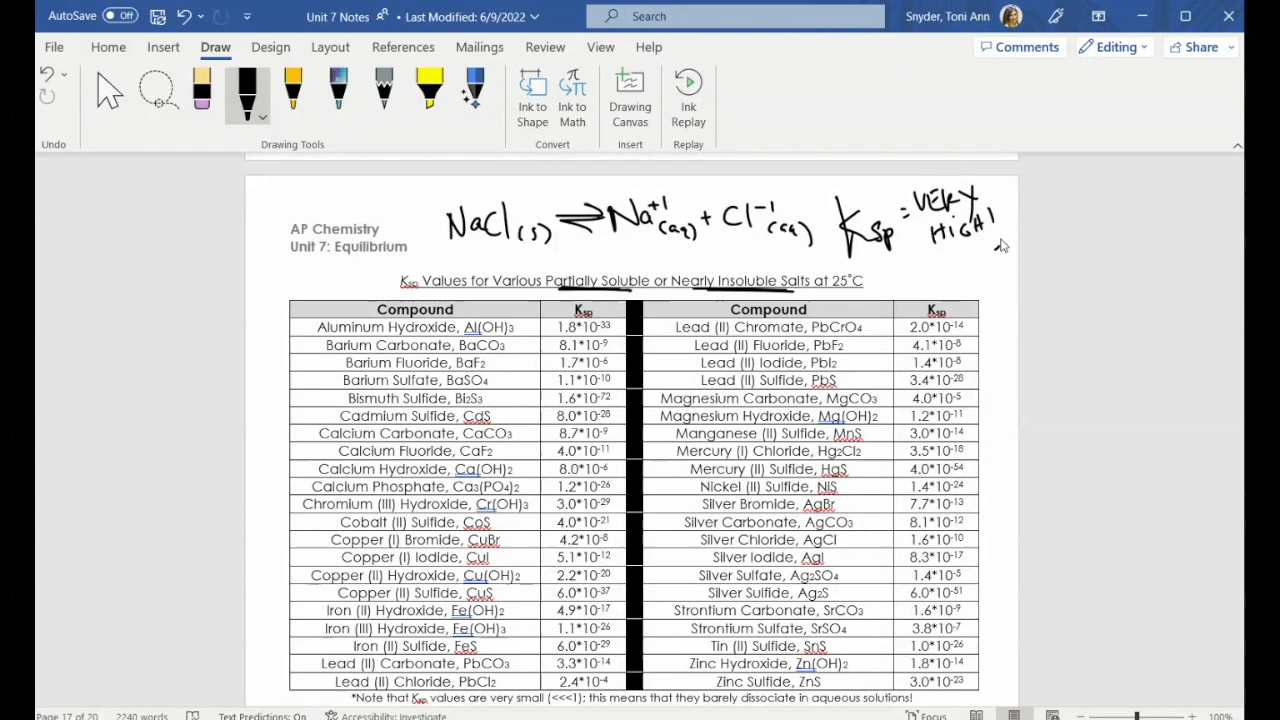 AutoSave Off Unit 7 Notes • Last Modified: 6/9/2022 Search Snyder, Toni Ann
File Home Insert Draw Design Layout References Mailings Review View Help Comments Editing Share
Ink to Shape Ink to Math Drawing Canvas Ink Replay
Undo Drawing Tools Convert Insert Replay
NaCl(s) ⇌ Na+1(aq) + Cl−1(aq) Ksp = VERY HIGH!
AP Chemistry
Unit 7: Equilibrium
Ksp Values for Various Partially Soluble or Nearly Insoluble Salts at 25°C
Compound Ksp Compound Ksp
Aluminum Hydroxide, Al(OH)3 1.8*10-33 Lead (II) Chromate, PbCrO4 2.0*10-14
Barium Carbonate, BaCO3 8.1*10-9 Lead (II) Fluoride, PbF2 4.1*10-8
Barium Fluoride, BaF2 1.7*10-6 Lead (II) Iodide, PbI2 1.4*10-8
Barium Sulfate, BaSO4 1.1*10-10 Lead (II) Sulfide, PbS 3.4*10-28
Bismuth Sulfide, Bi2S3 1.6*10-72 Magnesium Carbonate, MgCO3 4.0*10-5
Cadmium Sulfide, CdS 8.0*10-28 Magnesium Hydroxide, Mg(OH)2 1.2*10-11
Calcium Carbonate, CaCO3 8.7*10-9 Manganese (II) Sulfide, MnS 3.0*10-14
Calcium Fluoride, CaF2 4.0*10-11 Mercury (I) Chloride, Hg2Cl2 3.5*10-18
Calcium Hydroxide, Ca(OH)2 8.0*10-6 Mercury (II) Sulfide, HgS 4.0*10-54
Calcium Phosphate, Ca3(PO4)2 1.2*10-26 Nickel (II) Sulfide, NiS 1.4*10-24
Chromium (III) Hydroxide, Cr(OH)3 3.0*10-29 Silver Bromide, AgBr 7.7*10-13
Cobalt (II) Sulfide, CoS 4.0*10-21 Silver Carbonate, AgCO3 8.1*10-12
Copper (I) Bromide, CuBr 4.2*10-8 Silver Chloride, AgCl 1.6*10-10
Copper (I) Iodide, CuI 5.1*10-12 Silver Iodide, AgI 8.3*10-17
Copper (II) Hydroxide, Cu(OH)2 2.2*10-20 Silver Sulfate, Ag2SO4 1.4*10-5
Copper (II) Sulfide, CuS 6.0*10-37 Silver Sulfide, Ag2S 6.0*10-51
Iron (II) Hydroxide, Fe(OH)2 4.9*10-17 Strontium Carbonate, SrCO3 1.6*10-9
Iron (III) Hydroxide, Fe(OH)3 1.1*10-26 Strontium Sulfate, SrSO4 3.8*10-7
Iron (II) Sulfide, FeS 6.0*10-29 Tin (II) Sulfide, SnS 1.0*10-26
Lead (II) Carbonate, PbCO3 3.3*10-14 Zinc Hydroxide, Zn(OH)2 1.8*10-14
Lead (II) Chloride, PbCl2 2.4*10-4 Zinc Sulfide, ZnS 3.0*10-23
*Note that Ksp values are very small (<<<1); this means that they barely dissociate in aqueous solutions!
Page 17 of 20 2240 words Text Predictions: On Accessibility: Investigate Focus 100%